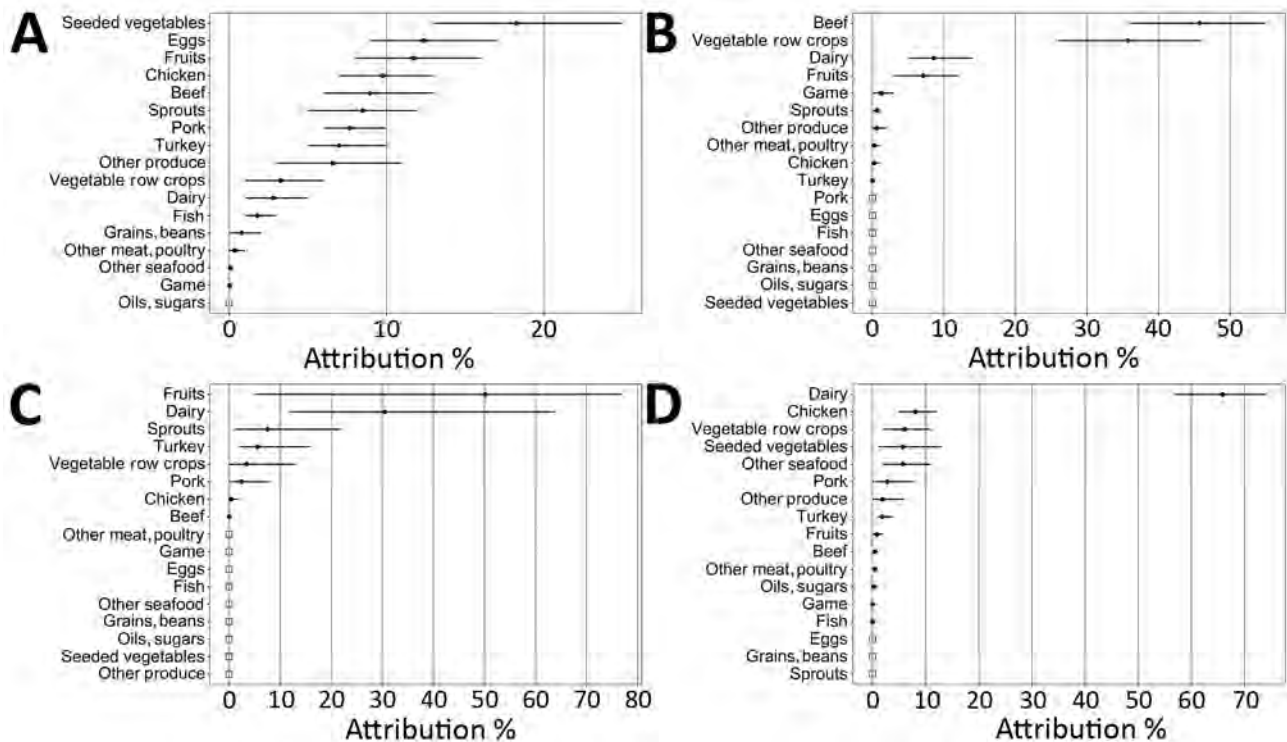 A
Seeded vegetables
Eggs
Fruits
Chicken
Beef
Sprouts
Pork
Turkey
Other produce
Vegetable row crops
Dairy
Fish
Grains, beans
Other meat, poultry
Other seafood
Game
Oils, sugars
0 10 20
Attribution %
B
Beef
Vegetable row crops
Dairy
Fruits
Game
Sprouts
Other produce
Other meat, poultry
Chicken
Turkey
Pork
Eggs
Fish
Other seafood
Grains, beans
Oils, sugars
Seeded vegetables
0 10 20 30 40 50
Attribution %
C
Fruits
Dairy
Sprouts
Turkey
Vegetable row crops
Pork
Chicken
Beef
Other meat, poultry
Game
Eggs
Fish
Other seafood
Grains, beans
Oils, sugars
Seeded vegetables
Other produce
0 10 20 30 40 50 60 70 80
Attribution %
D
Dairy
Chicken
Vegetable row crops
Seeded vegetables
Other seafood
Pork
Other produce
Turkey
Fruits
Beef
Other meat, poultry
Oils, sugars
Game
Fish
Eggs
Grains, beans
Sprouts
0 10 20 30 40 50 60 70
Attribution %